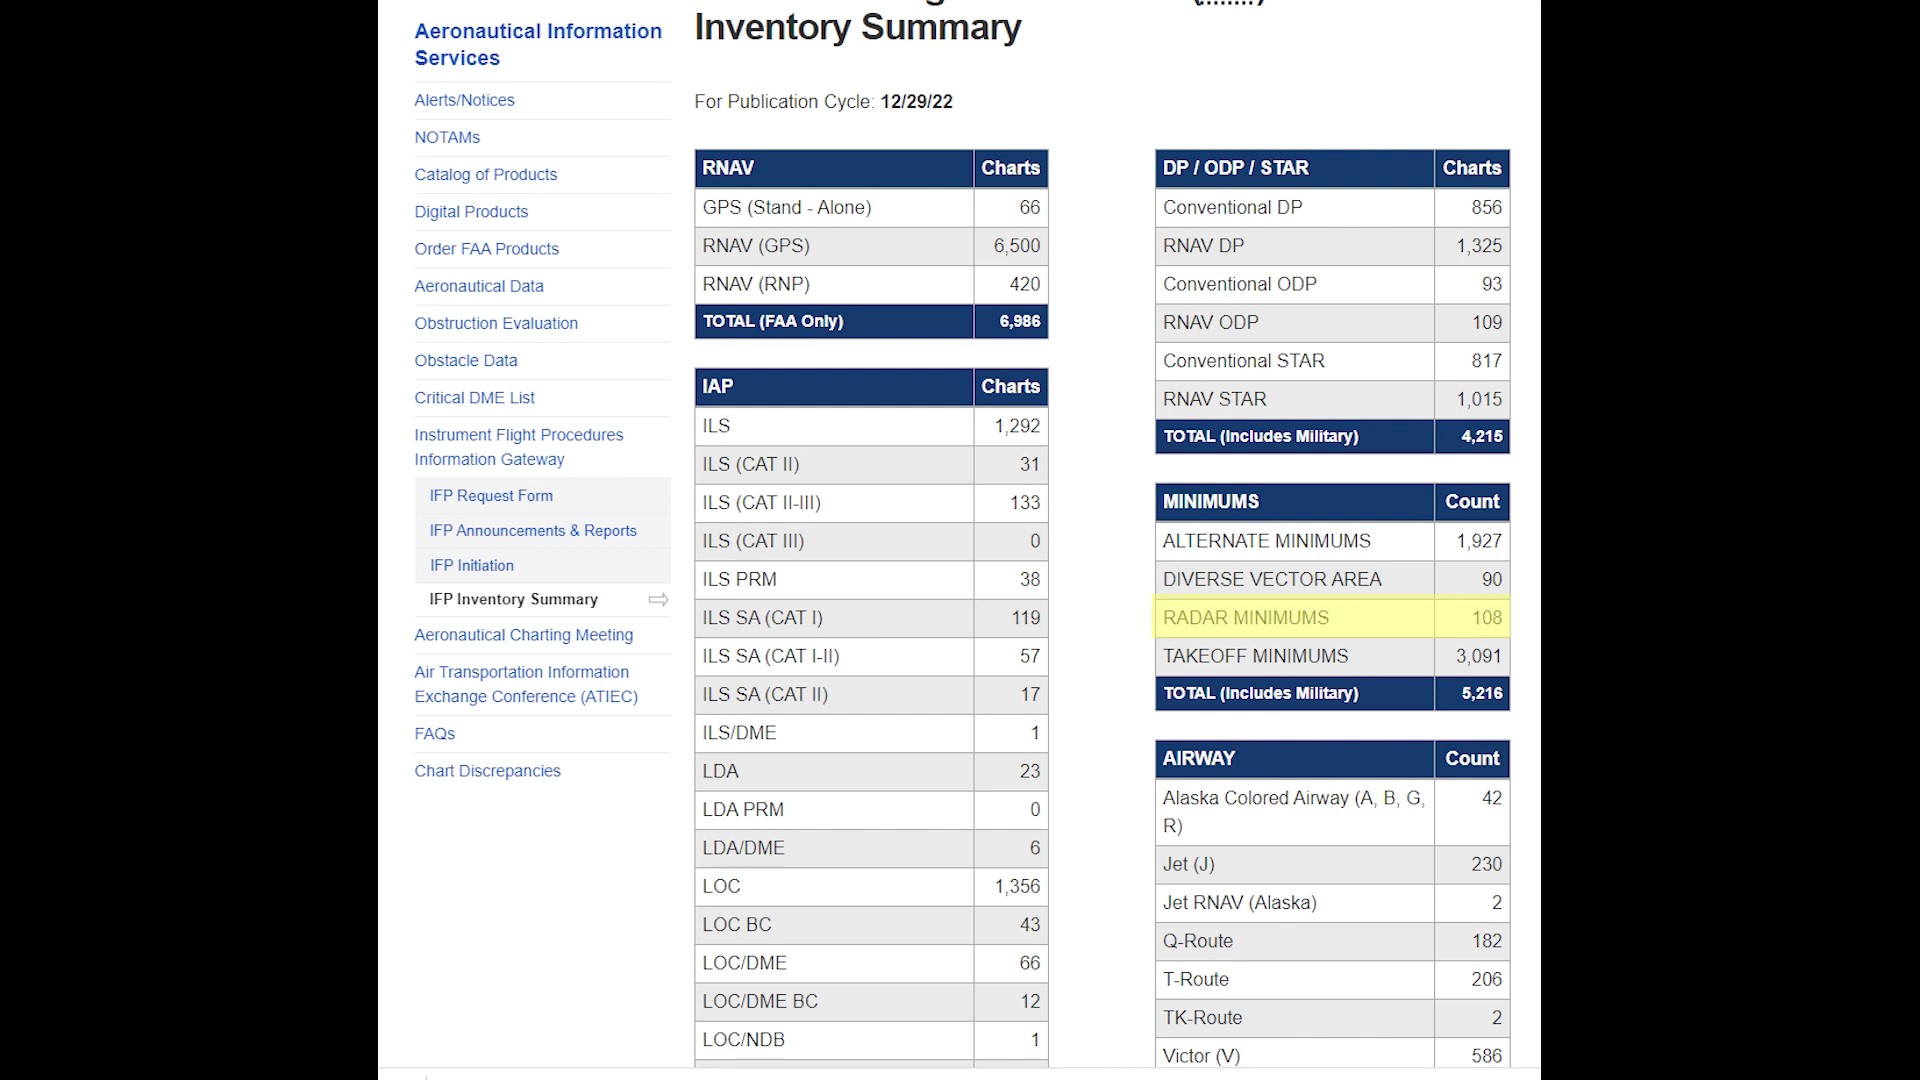 Aeronautical Information
Services
Alerts/Notices
NOTAMs
Catalog of Products
Digital Products
Order FAA Products
Aeronautical Data
Obstruction Evaluation
Obstacle Data
Critical DME List
Instrument Flight Procedures
Information Gateway
IFP Request Form
IFP Announcements & Reports
IFP Initiation
IFP Inventory Summary
Aeronautical Charting Meeting
Air Transportation Information
Exchange Conference (ATIEC)
FAQs
Chart Discrepancies
Inventory Summary
For Publication Cycle: 12/29/22
RNAV Charts
GPS (Stand - Alone) 66
RNAV (GPS) 6,500
RNAV (RNP) 420
TOTAL (FAA Only) 6,986
IAP Charts
ILS 1,292
ILS (CAT II) 31
ILS (CAT II-III) 133
ILS (CAT III) 0
ILS PRM 38
ILS SA (CAT I) 119
ILS SA (CAT I-II) 57
ILS SA (CAT II) 17
ILS/DME 1
LDA 23
LDA PRM 0
LDA/DME 6
LOC 1,356
LOC BC 43
LOC/DME 66
LOC/DME BC 12
LOC/NDB 1
DP / ODP / STAR Charts
Conventional DP 856
RNAV DP 1,325
Conventional ODP 93
RNAV ODP 109
Conventional STAR 817
RNAV STAR 1,015
TOTAL (Includes Military) 4,215
MINIMUMS Count
ALTERNATE MINIMUMS 1,927
DIVERSE VECTOR AREA 90
RADAR MINIMUMS 108
TAKEOFF MINIMUMS 3,091
TOTAL (Includes Military) 5,216
AIRWAY Count
Alaska Colored Airway (A, B, G, 42
R)
Jet (J) 230
Jet RNAV (Alaska) 2
Q-Route 182
T-Route 206
TK-Route 2
Victor (V) 586